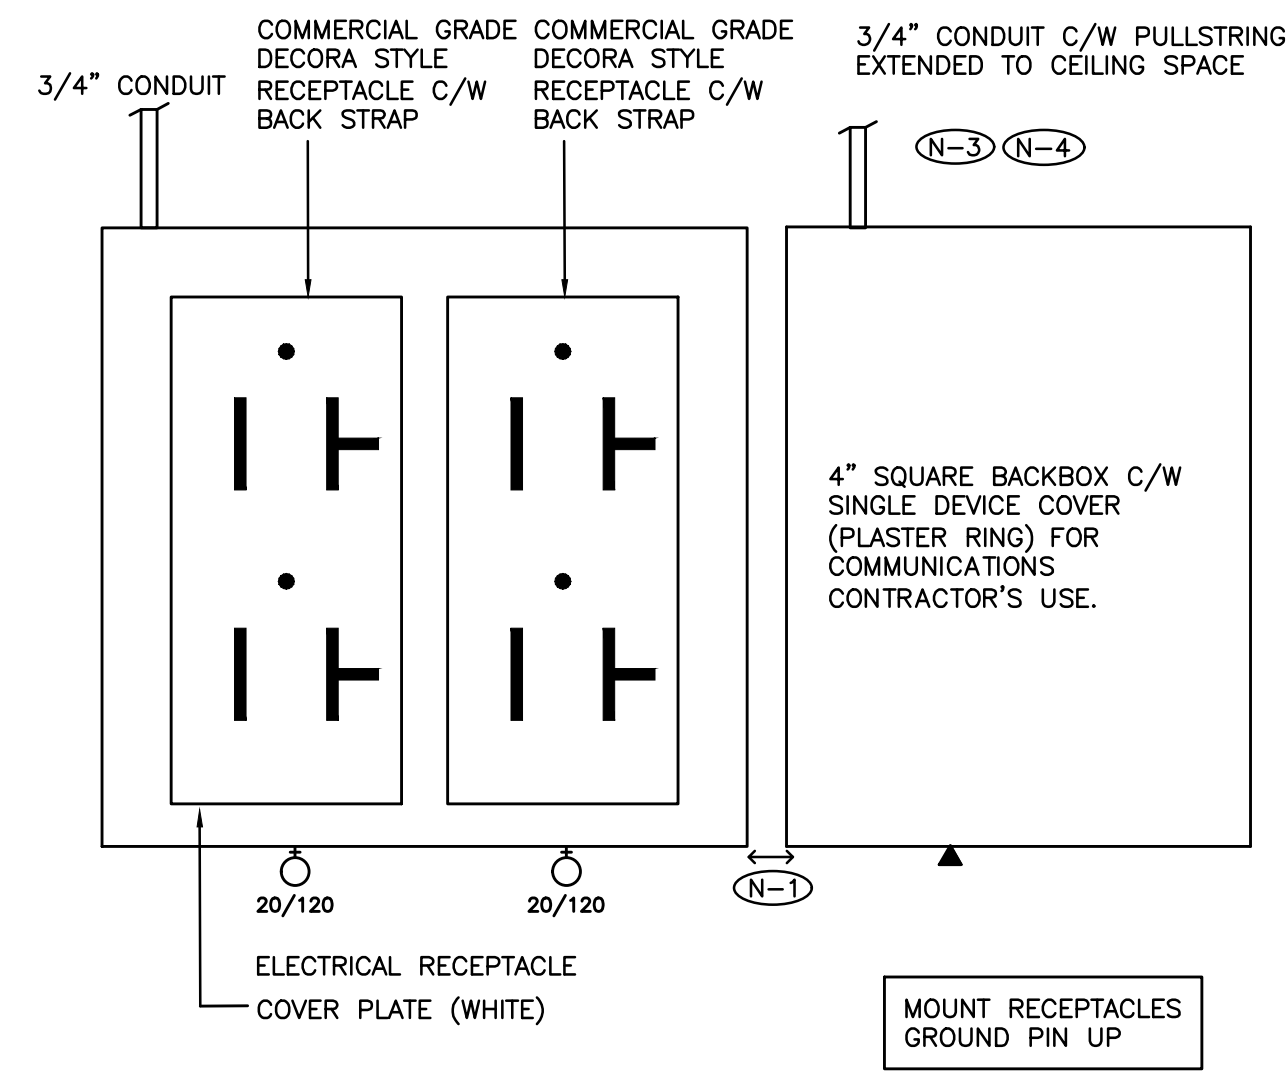 3/4” CONDUIT
COMMERCIAL GRADE
DECORA STYLE
RECEPTACLE C/W
BACK STRAP
COMMERCIAL GRADE
DECORA STYLE
RECEPTACLE C/W
BACK STRAP
3/4” CONDUIT C/W PULLSTRING
EXTENDED TO CEILING SPACE
N-3
N-4
4” SQUARE BACKBOX C/W
SINGLE DEVICE COVER
(PLASTER RING) FOR
COMMUNICATIONS
CONTRACTOR’S USE.
20/120
20/120
N-1
ELECTRICAL RECEPTACLE
COVER PLATE (WHITE)
MOUNT RECEPTACLES
GROUND PIN UP